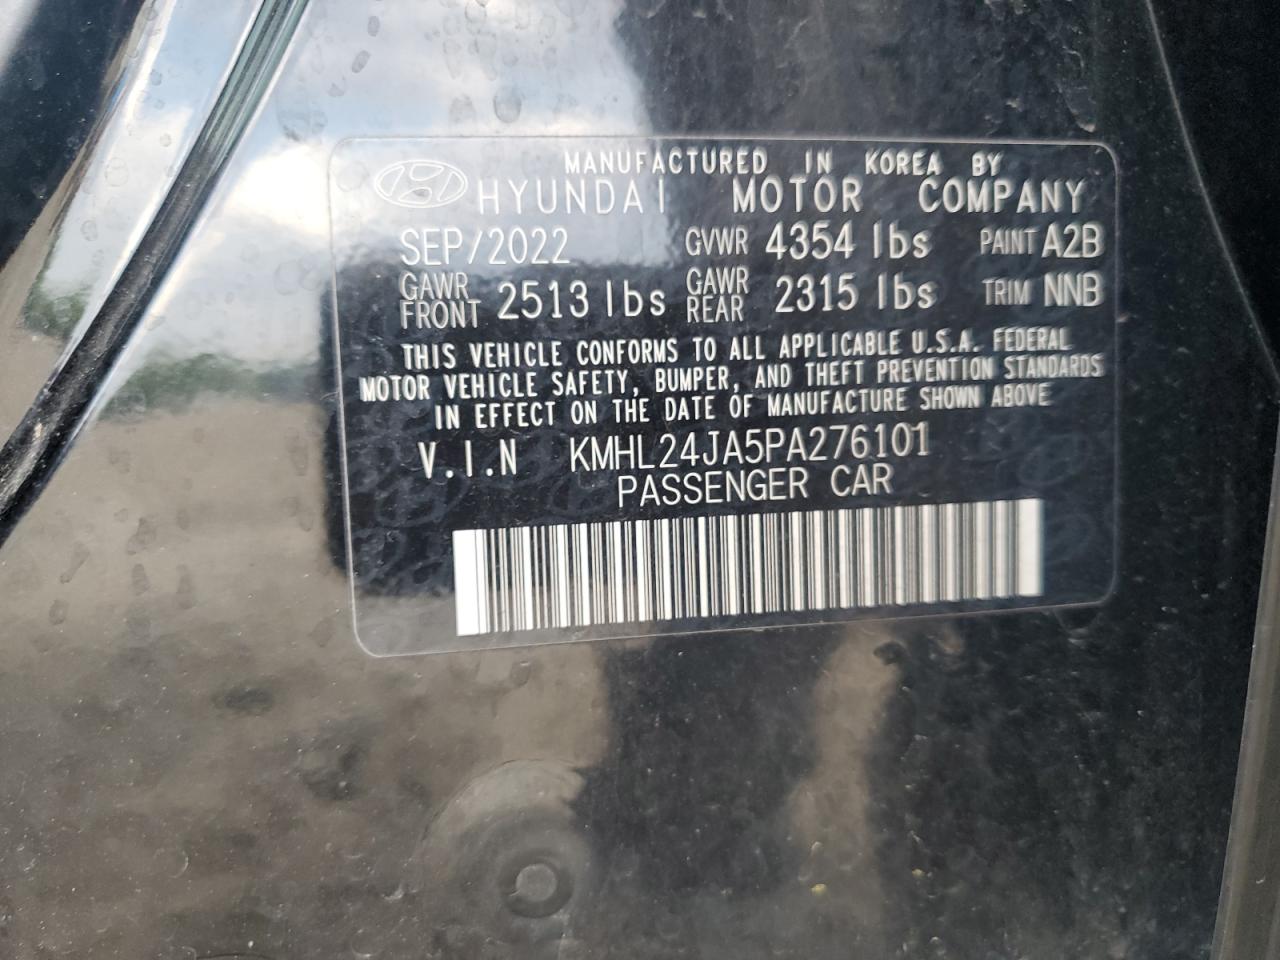 MANUFACTURED IN KOREA BY
HYUNDAI MOTOR COMPANY
SEP/2022 GVWR 4354 lbs PAINT A2B
GAWR FRONT 2513 lbs GAWR REAR 2315 lbs TRIM NNB
THIS VEHICLE CONFORMS TO ALL APPLICABLE U.S.A. FEDERAL
MOTOR VEHICLE SAFETY, BUMPER, AND THEFT PREVENTION STANDARDS
IN EFFECT ON THE DATE OF MANUFACTURE SHOWN ABOVE
V.I.N KMHL24JA5PA276101
PASSENGER CAR